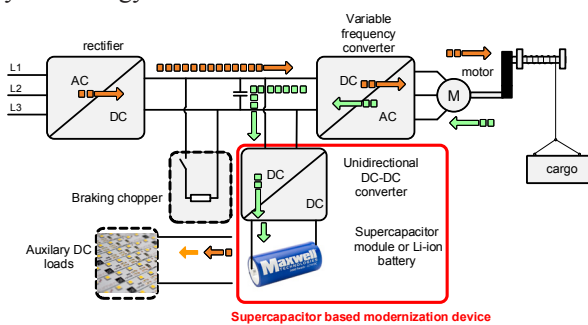 Variable
frequency
converter
rectifier
motor
L1
L2
L3
AC
DC
DC
AC
M
cargo
DC
DC
Unidirectional
DC-DC
converter
Braking chopper
Auxilary DC
loads
Maxwell
TECHNOLOGIES
Supercapacitor
module or Li-ion
battery
Supercapacitor based modernization device